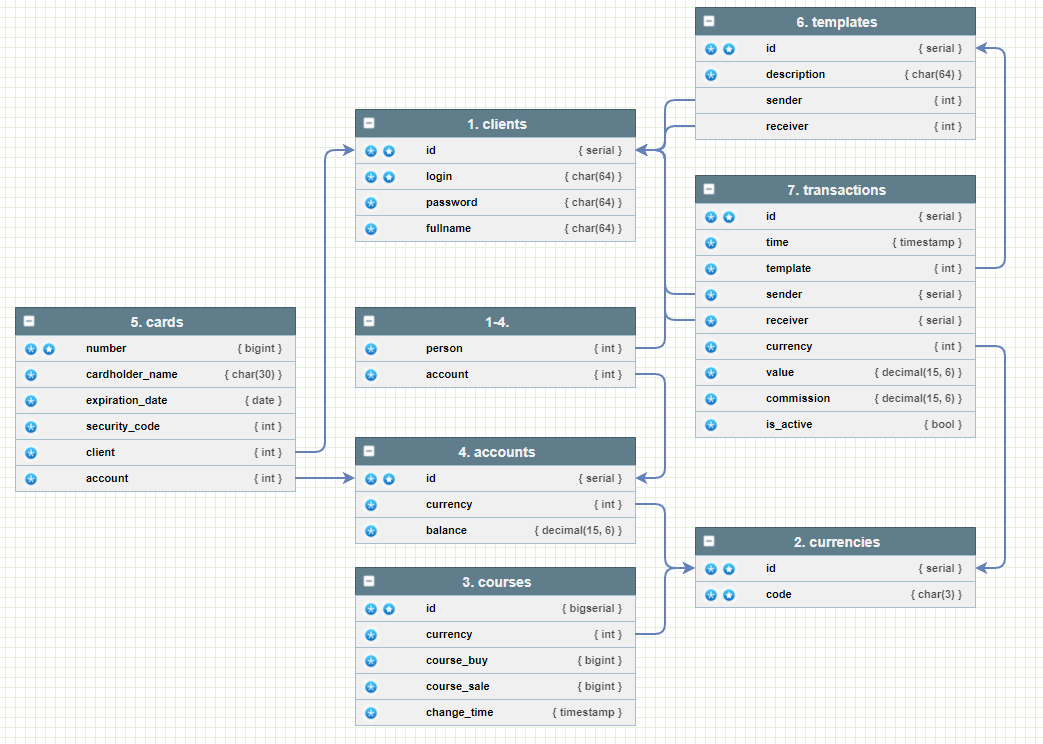 6. templates
id { serial }
description { char(64) }
sender { int }
receiver { int }
1. clients
id { serial }
login { char(64) }
password { char(64) }
fullname { char(64) }
7. transactions
id { serial }
time { timestamp }
template { int }
sender { serial }
receiver { serial }
currency { int }
value { decimal(15, 6) }
commission { decimal(15, 6) }
is_active { bool }
5. cards
number { bigint }
cardholder_name { char(30) }
expiration_date { date }
security_code { int }
client { int }
account { int }
1-4.
person { int }
account { int }
4. accounts
id { serial }
currency { int }
balance { decimal(15, 6) }
2. currencies
id { serial }
code { char(3) }
3. courses
id { bigserial }
currency { int }
course_buy { bigint }
course_sale { bigint }
change_time { timestamp }